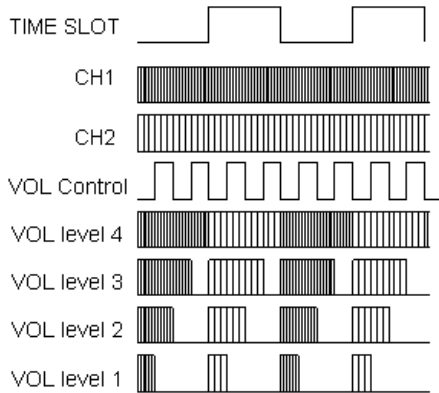 TIME SLOT
CH1
CH2
VOL Control
VOL level 4
VOL level 3
VOL level 2
VOL level 1